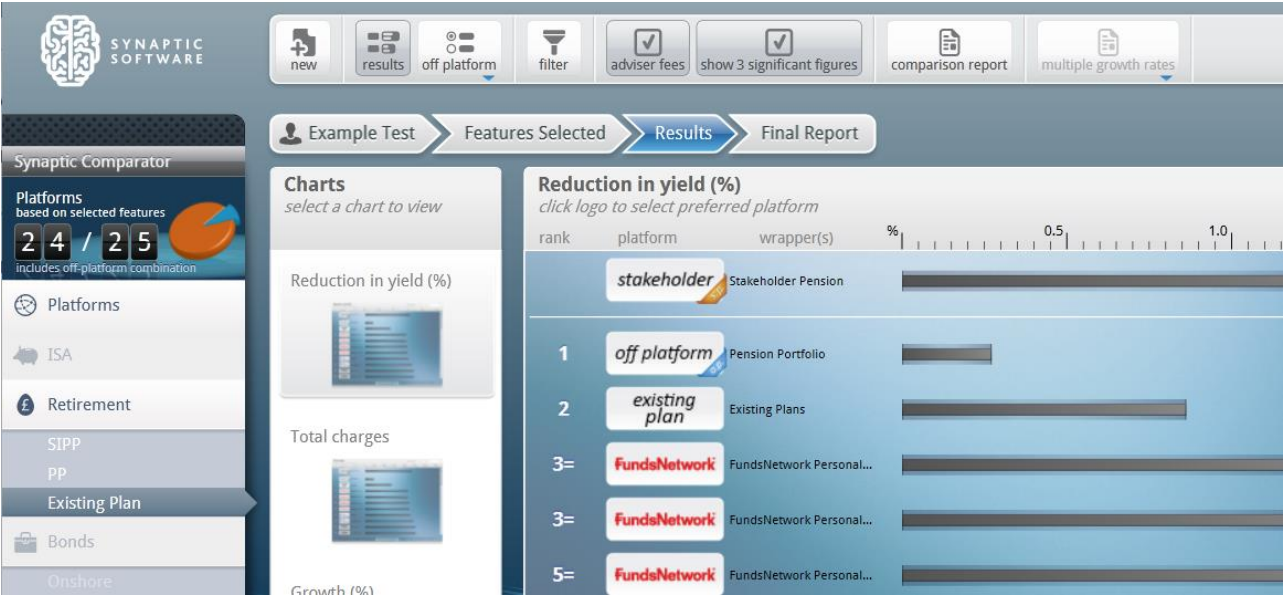 SYNAPTIC
SOFTWARE
new
results
off platform
filter
adviser fees
show 3 significant figures
comparison report
multiple growth rates
Example Test
Features Selected
Results
Final Report
Synaptic Comparator
Platforms
based on selected features
24 / 25
includes off-platform combination
Platforms
ISA
Retirement
SIPP
PP
Existing Plan
Bonds
Onshore
Charts
select a chart to view
Reduction in yield (%)
Total charges
Growth (%)
Reduction in yield (%)
click logo to select preferred platform
rank platform wrapper(s) % 0.5 1.0
stakeholder Stakeholder Pension
1 off platform Pension Portfolio
2 existing plan Existing Plans
3= FundsNetwork FundsNetwork Personal...
3= FundsNetwork FundsNetwork Personal...
5= FundsNetwork FundsNetwork Personal...